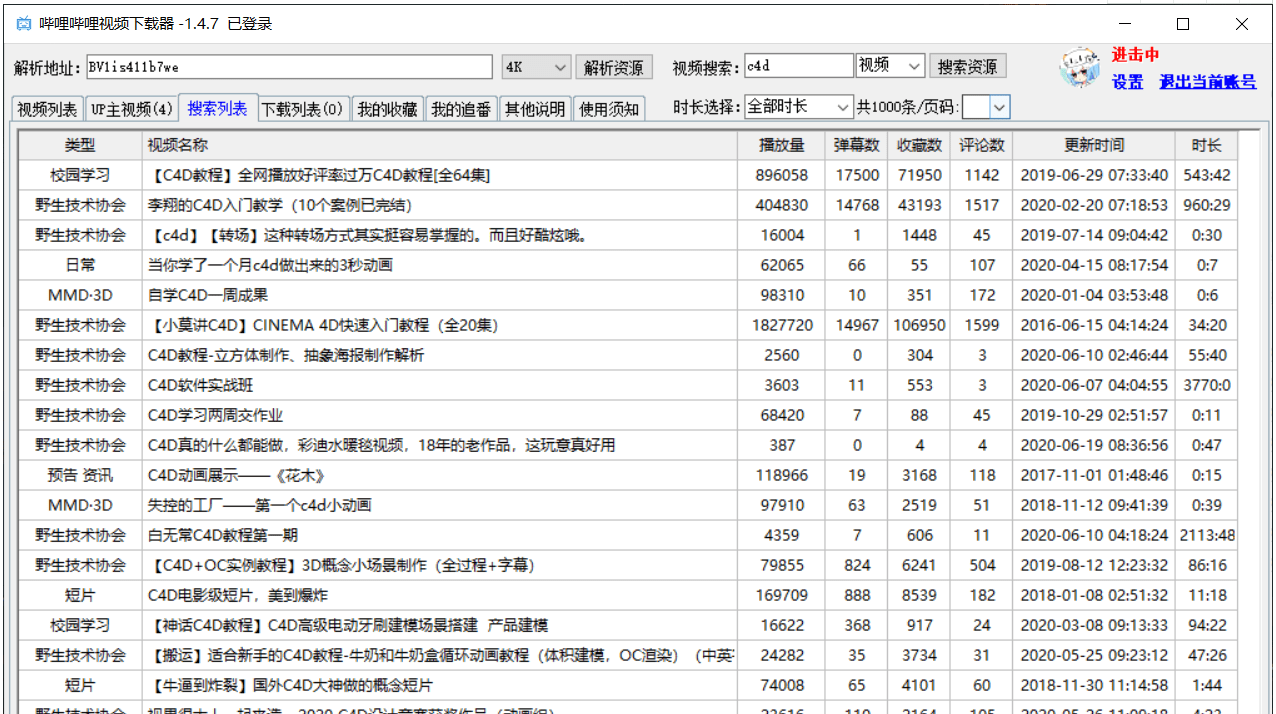 哔哩哔哩视频下载器 -1.4.7 已登录
解析地址: BV1is411b7we 4K 解析资源 视频搜索: c4d 视频 搜索资源 进击中
设置 退出当前账号
视频列表 UP主视频(4) 搜索列表 下载列表(0) 我的收藏 我的追番 其他说明 使用须知 时长选择: 全部时长 共1000条/页码:
类型 视频名称 播放量 弹幕数 收藏数 评论数 更新时间 时长
校园学习 【C4D教程】全网播放好评率过万C4D教程[全64集] 896058 17500 71950 1142 2019-06-29 07:33:40 543:42
野生技术协会 李翔的C4D入门教学（10个案例已完结） 404830 14768 43193 1517 2020-02-20 07:18:53 960:29
野生技术协会 【c4d】【转场】这种转场方式其实挺容易掌握的。而且好酷炫哦。 16004 1 1448 45 2019-07-14 09:04:42 0:30
日常 当你学了一个月c4d做出来的3秒动画 62065 66 55 107 2020-04-15 08:17:54 0:7
MMD·3D 自学C4D一周成果 98310 10 351 172 2020-01-04 03:53:48 0:6
野生技术协会 【小莫讲C4D】CINEMA 4D快速入门教程（全20集） 1827720 14967 106950 1599 2016-06-15 04:14:24 34:20
野生技术协会 C4D教程-立方体制作、抽象海报制作解析 2560 0 304 3 2020-06-10 02:46:44 55:40
野生技术协会 C4D软件实战班 3603 11 553 3 2020-06-07 04:04:55 3770:0
野生技术协会 C4D学习两周交作业 68420 7 88 45 2019-10-29 02:51:57 0:11
野生技术协会 C4D真的什么都能做，彩迪水暖毯视频，18年的老作品，这玩意真好用 387 0 4 4 2020-06-19 08:36:56 0:47
预告 资讯 C4D动画展示——《花木》 118966 19 3168 118 2017-11-01 01:48:46 0:15
MMD·3D 失控的工厂——第一个c4d小动画 97910 63 2519 51 2018-11-12 09:41:39 0:39
野生技术协会 白无常C4D教程第一期 4359 7 606 11 2020-06-10 04:18:24 2113:48
野生技术协会 【C4D+OC实例教程】3D概念小场景制作（全过程+字幕） 79855 824 6241 504 2019-08-12 12:23:32 86:16
短片 C4D电影级短片，美到爆炸 169709 888 8539 182 2018-01-08 02:51:32 11:18
校园学习 【神话C4D教程】C4D高级电动牙刷建模场景搭建 产品建模 16622 368 917 24 2020-03-08 09:13:33 94:22
野生技术协会 【搬运】适合新手的C4D教程-牛奶和牛奶盒循环动画教程（体积建模，OC渲染）（中英 24282 35 3734 31 2020-05-25 09:23:12 47:26
短片 【牛逼到炸裂】国外C4D大神做的概念短片 74008 65 4101 60 2018-11-30 11:14:58 1:44